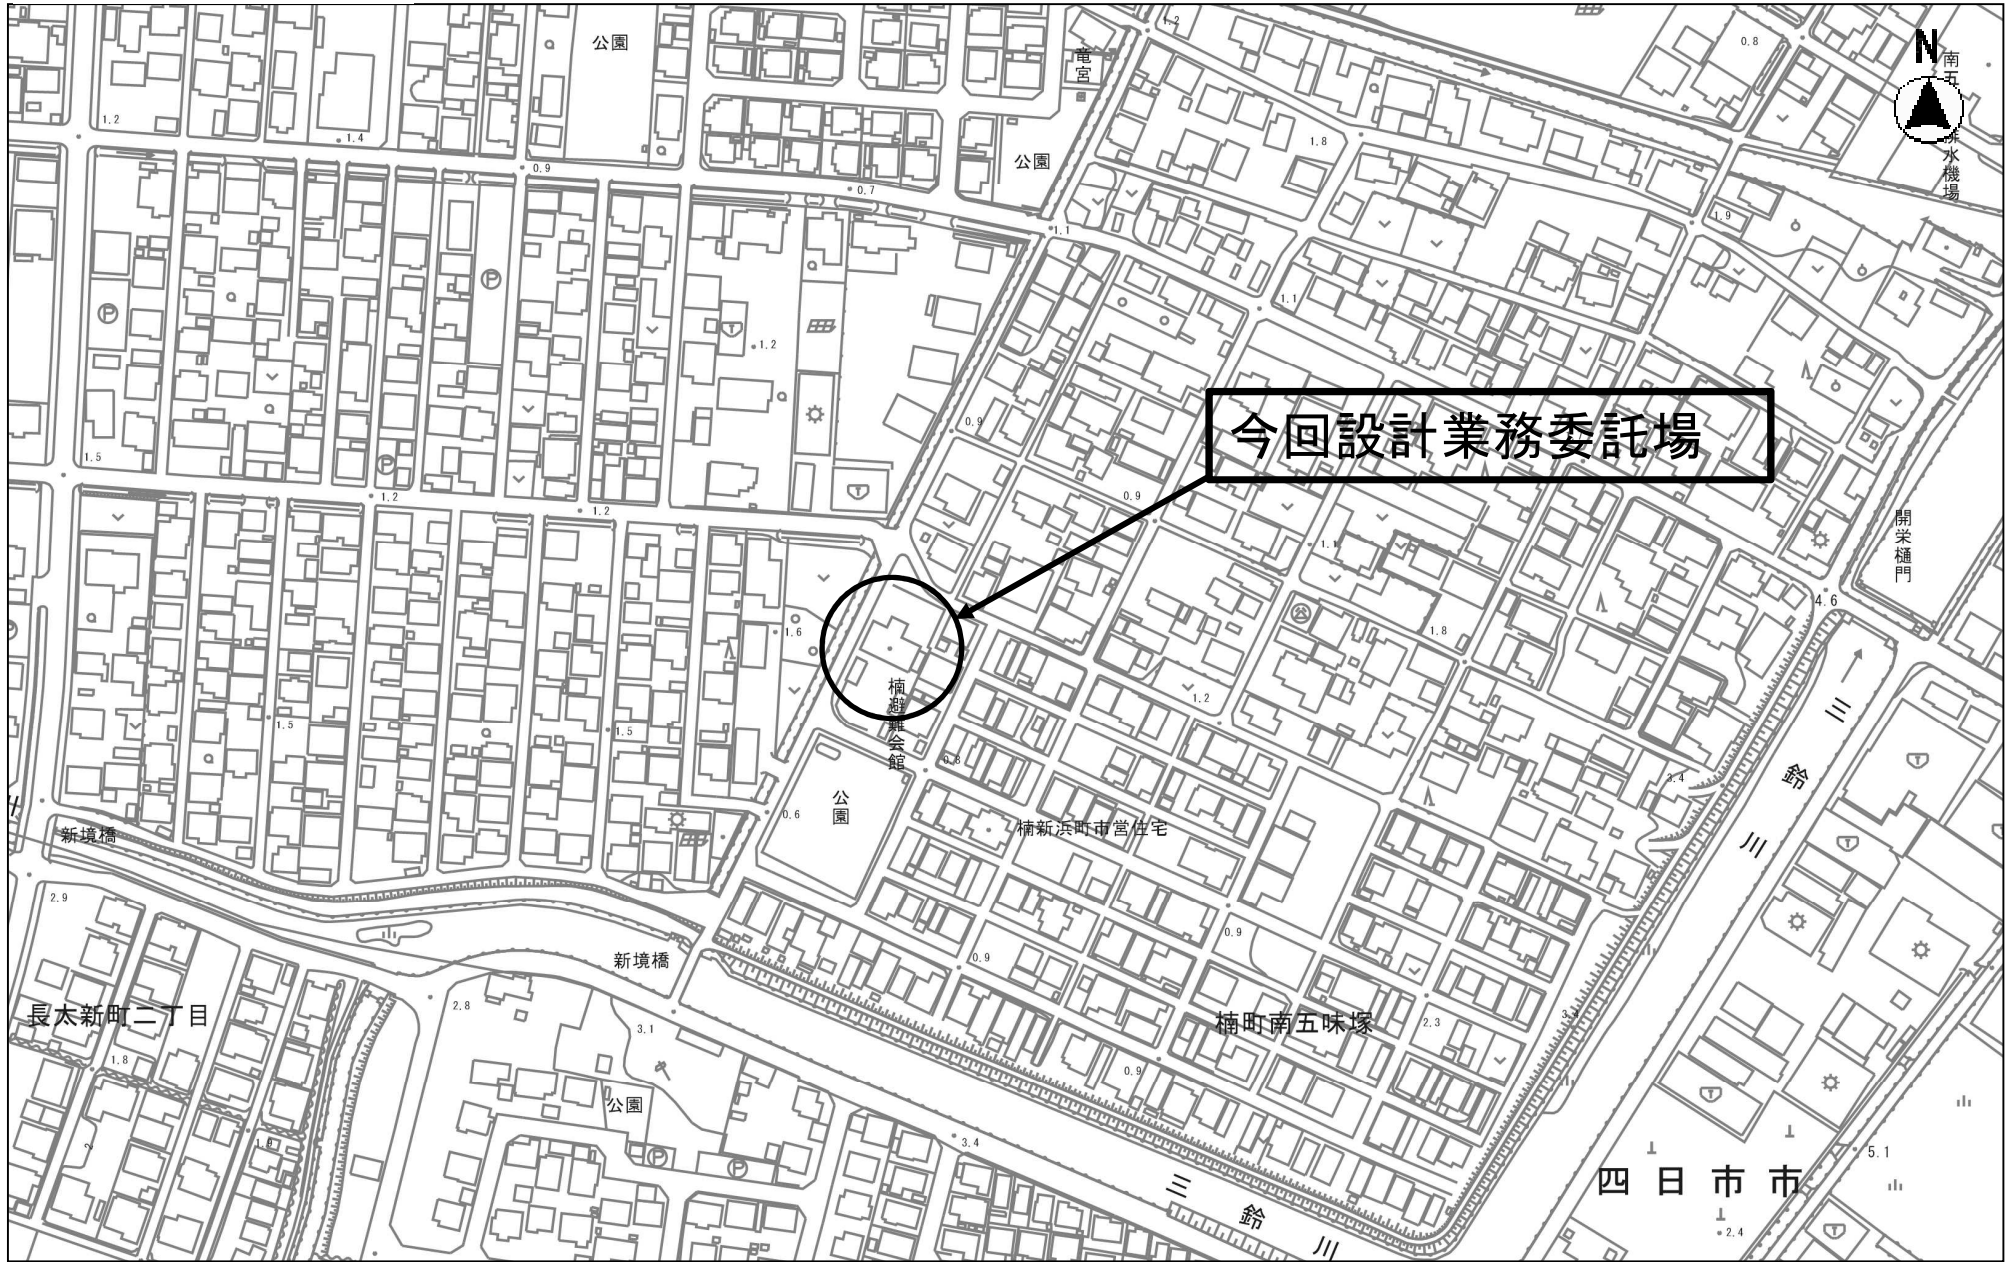 公園
1.2
竜宮
0.8
N
南五
排水機場
1.2
1.4
0.9
公園
1.8
0.7
1.9
1.1
P
P
1.1
1.2
今回設計業務委託場
0.9
1.5
P
1.2
1.2
0.9
1.1
開栄樋門
4.6
1.6
1.8
1.2
楠避難会館
1.5
1.5
0.8
3.4
三鈴川
公園
0.6
楠新浜町市営住宅
新境橋
2.9
新境橋
0.9
0.9
2.8
長太新町二丁目
3.1
楠町南五味塚
2.3
3.4
1.8
0.9
公園
1.9
3.4
P
P
5.1
三鈴川
四日市市
2.4